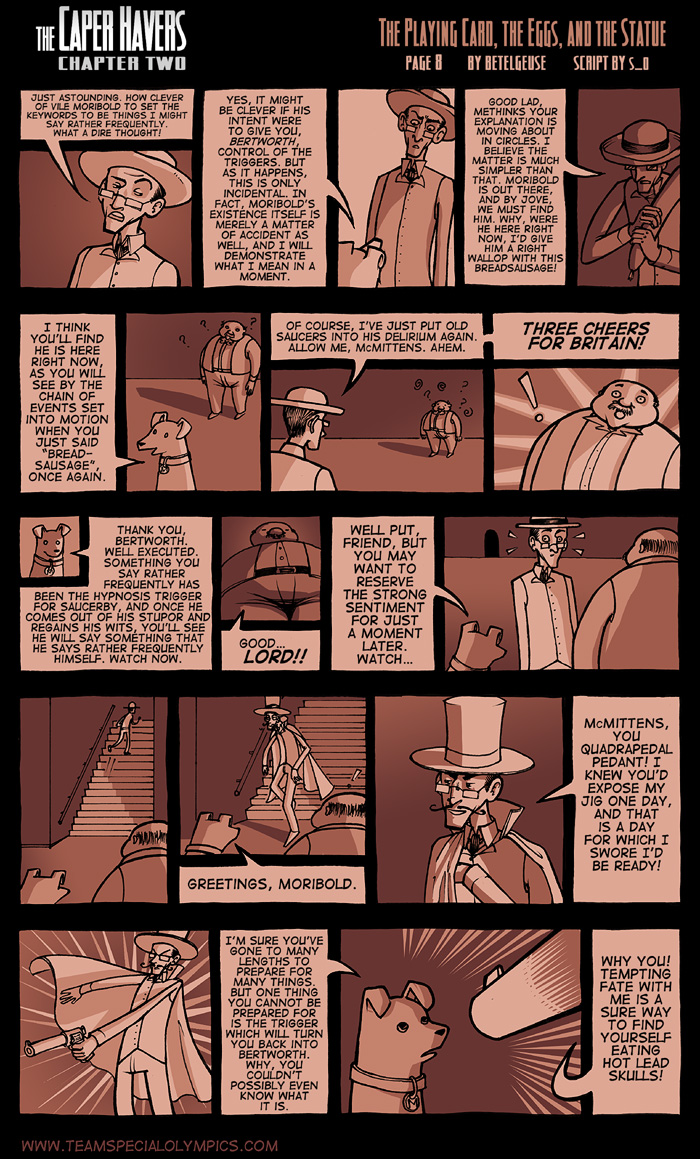 THE CAPER HAVERS
CHAPTER TWO
THE PLAYING CARD, THE EGGS, AND THE STATUE
PAGE 8 BY BETELGEUSE SCRIPT BY S_O
JUST ASTOUNDING. HOW CLEVER
OF VILE MORIBOLD TO SET THE
KEYWORDS TO BE THINGS I MIGHT
SAY RATHER FREQUENTLY.
WHAT A DIRE THOUGHT!
YES, IT MIGHT
BE CLEVER IF HIS
INTENT WERE
TO GIVE YOU,
BERTWORTH,
CONTROL OF THE
TRIGGERS. BUT
AS IT HAPPENS,
THIS IS ONLY
INCIDENTAL. IN
FACT, MORIBOLD'S
EXISTENCE ITSELF IS
MERELY A MATTER
OF ACCIDENT AS
WELL, AND I WILL
DEMONSTRATE
WHAT I MEAN IN A
MOMENT.
GOOD LAD,
METHINKS YOUR
EXPLANATION IS
MOVING ABOUT
IN CIRCLES. I
BELIEVE THE
MATTER IS MUCH
SIMPLER THAN
THAT. MORIBOLD
IS OUT THERE,
AND BY JOVE,
WE MUST FIND
HIM. WHY, WERE
HE HERE RIGHT
NOW, I'D GIVE
HIM A RIGHT
WALLOP WITH THIS
BREADSAUSAGE!
I THINK
YOU'LL FIND
HE IS HERE
RIGHT NOW,
AS YOU WILL
SEE BY THE
CHAIN OF
EVENTS SET
INTO MOTION
WHEN YOU
JUST SAID
"BREAD-
SAUSAGE",
ONCE AGAIN.
? ? ?
OF COURSE, I'VE JUST PUT OLD
SAUCERS INTO HIS DELIRIUM AGAIN.
ALLOW ME, McMITTENS. AHEM.
THREE CHEERS
FOR BRITAIN!
!
THANK YOU,
BERTWORTH.
WELL EXECUTED.
SOMETHING YOU
SAY RATHER
FREQUENTLY HAS
BEEN THE HYPNOSIS TRIGGER
FOR SAUCERBY, AND ONCE HE
COMES OUT OF HIS STUPOR AND
REGAINS HIS WITS, YOU'LL SEE
HE WILL SAY SOMETHING THAT
HE SAYS RATHER FREQUENTLY
HIMSELF. WATCH NOW.
GOOD...
LORD!!
WELL PUT,
FRIEND, BUT
YOU MAY
WANT TO
RESERVE
THE STRONG
SENTIMENT
FOR JUST
A MOMENT
LATER.
WATCH...
GREETINGS, MORIBOLD.
McMITTENS,
YOU
QUADRAPEDAL
PEDANT! I
KNEW YOU'D
EXPOSE MY
JIG ONE DAY,
AND THAT
IS A DAY
FOR WHICH I
SWORE I'D
BE READY!
I'M SURE YOU'VE
GONE TO MANY
LENGTHS TO
PREPARE FOR
MANY THINGS.
BUT ONE THING
YOU CANNOT BE
PREPARED FOR
IS THE TRIGGER
WHICH WILL TURN
YOU BACK INTO
BERTWORTH.
WHY, YOU
COULDN'T
POSSIBLY EVEN
KNOW WHAT
IT IS.
M
WHY YOU!
TEMPTING
FATE WITH
ME IS A
SURE WAY
TO FIND
YOURSELF
EATING
HOT LEAD
SKULLS!
WWW.TEAMSPECIALOLYMPICS.COM